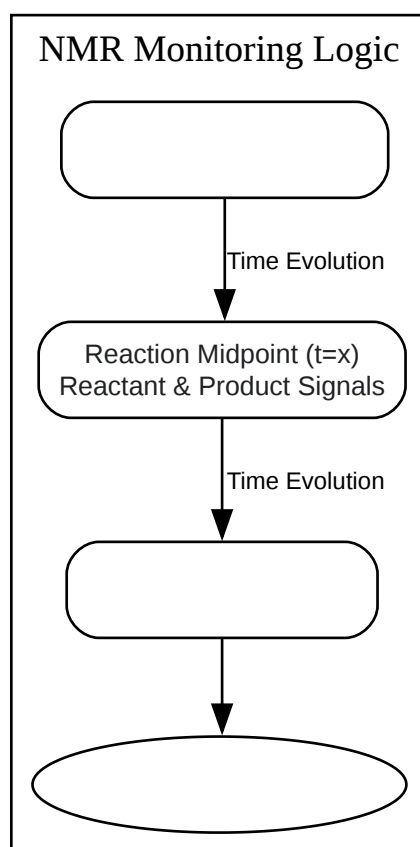 NMR Monitoring Logic
Time Evolution
Reaction Midpoint (t=x)
Reactant & Product Signals
Time Evolution